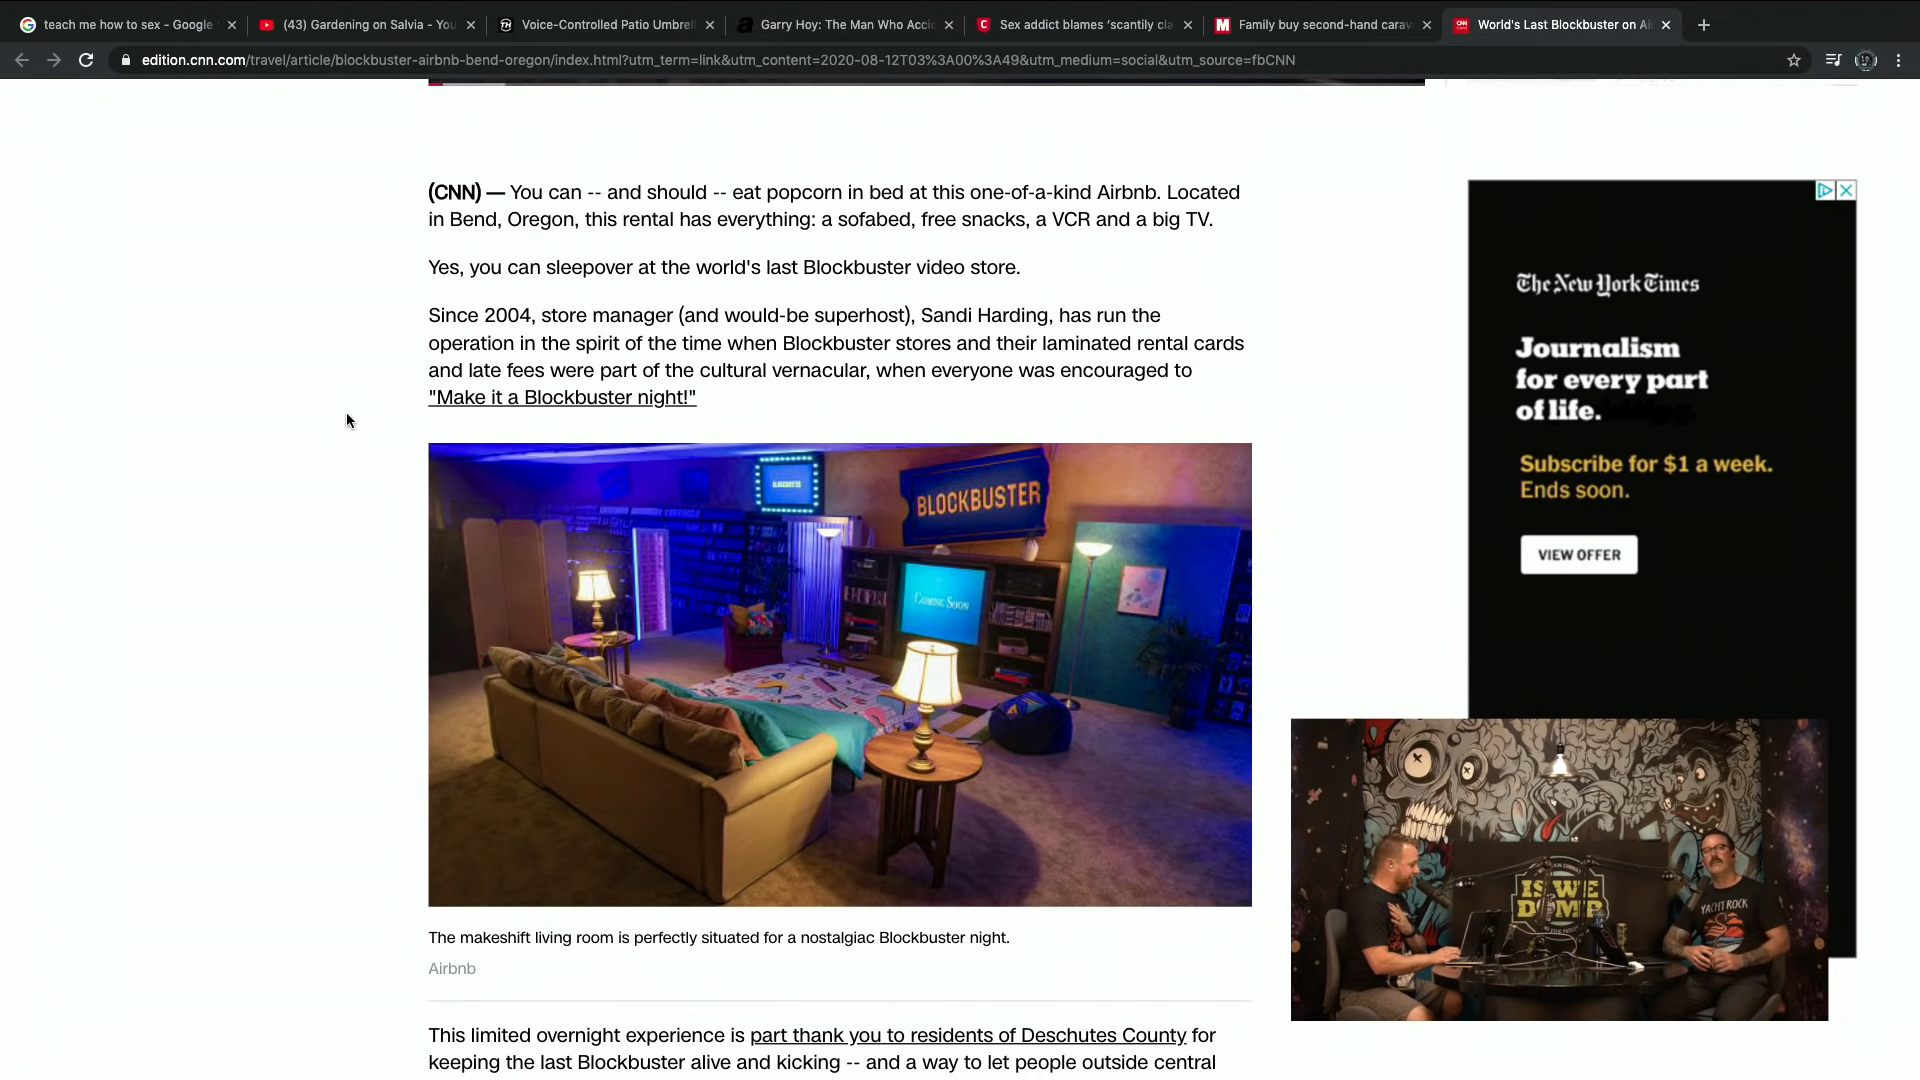 teach me how to sex - Google
(43) Gardening on Salvia - You
Voice-Controlled Patio Umbrel
Garry Hoy: The Man Who Acci
Sex addict blames ‘scantily cla
Family buy second-hand carav
World's Last Blockbuster on Ai
edition.cnn.com/travel/article/blockbuster-airbnb-bend-oregon/index.html?utm_term=link&utm_content=2020-08-12T03%3A00%3A49&utm_medium=social&utm_source=fbCNN
(CNN) — You can -- and should -- eat popcorn in bed at this one-of-a-kind Airbnb. Located
in Bend, Oregon, this rental has everything: a sofabed, free snacks, a VCR and a big TV.
Yes, you can sleepover at the world's last Blockbuster video store.
Since 2004, store manager (and would-be superhost), Sandi Harding, has run the
operation in the spirit of the time when Blockbuster stores and their laminated rental cards
and late fees were part of the cultural vernacular, when everyone was encouraged to
"Make it a Blockbuster night!"
BLOCKBUSTER
BLOCKBUSTER
COMING SOON
The makeshift living room is perfectly situated for a nostalgiac Blockbuster night.
Airbnb
This limited overnight experience is part thank you to residents of Deschutes County for
keeping the last Blockbuster alive and kicking -- and a way to let people outside central
The New York Times
Journalism
for every part
of life.
Subscribe for $1 a week.
Ends soon.
VIEW OFFER
IS WE
DUMB
YACHT ROCK